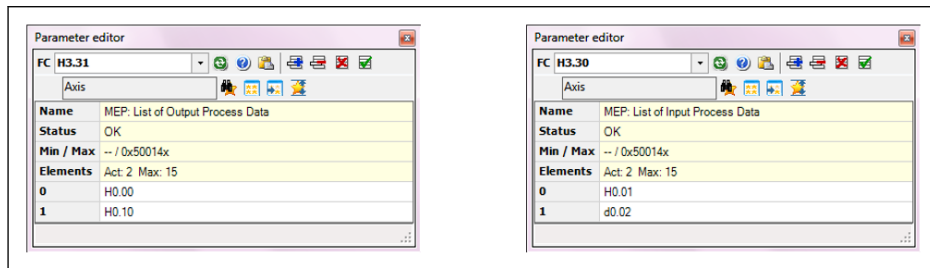 Parameter editor
FC H3.31
Axis
Name MEP: List of Output Process Data
Status OK
Min / Max -- / 0x50014x
Elements Act: 2 Max: 15
0 H0.00
1 H0.10
Parameter editor
FC H3.30
Axis
Name MEP: List of Input Process Data
Status OK
Min / Max -- / 0x50014x
Elements Act: 2 Max: 15
0 H0.01
1 d0.02